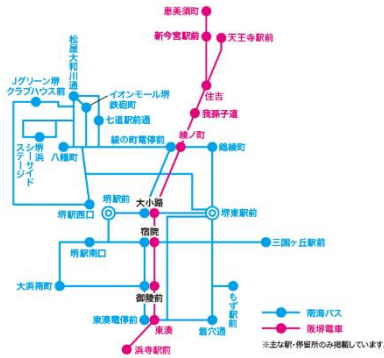 恵美須町
新今宮駅前
天王寺駅前
松屋大和川通
Jグリーン堺
クラブハウス前
イオンモール堺
鉄砲町
住吉
我孫子道
七道駅前通
綾ノ町
綾の町電停前
錦綾町
堺浜
シーサイド
ステージ
八幡町
堺駅西口
堺駅前
大小路
堺東駅前
宿院
堺駅南口
三国ヶ丘駅前
大浜南町
御陵前
もず駅前
東湊電停前
東湊
塩穴通
浜寺駅前
南海バス
阪堺電車
※主な駅・停留所のみ掲載しています。